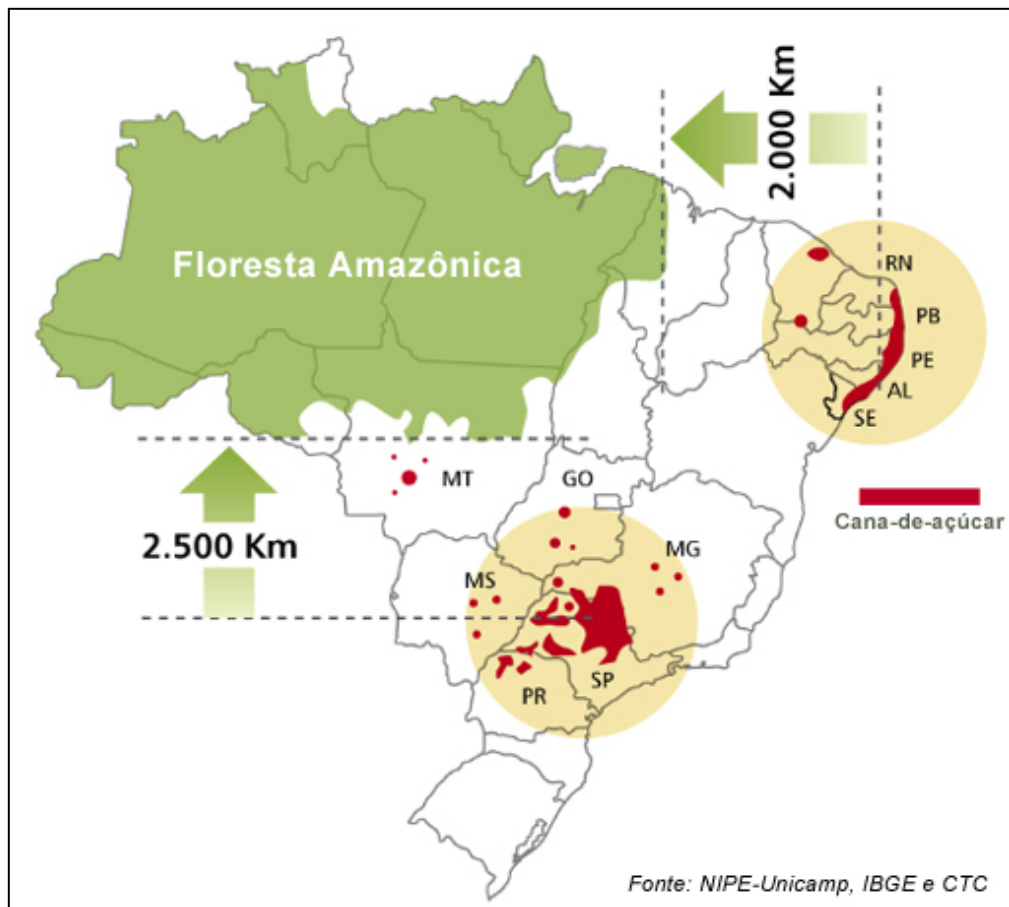 2.000 Km
Floresta Amazônica
RN
PB
PE
AL
SE
MT
GO
Cana-de-açúcar
2.500 Km
MG
MS
SP
PR
Fonte: NIPE-Unicamp, IBGE e CTC